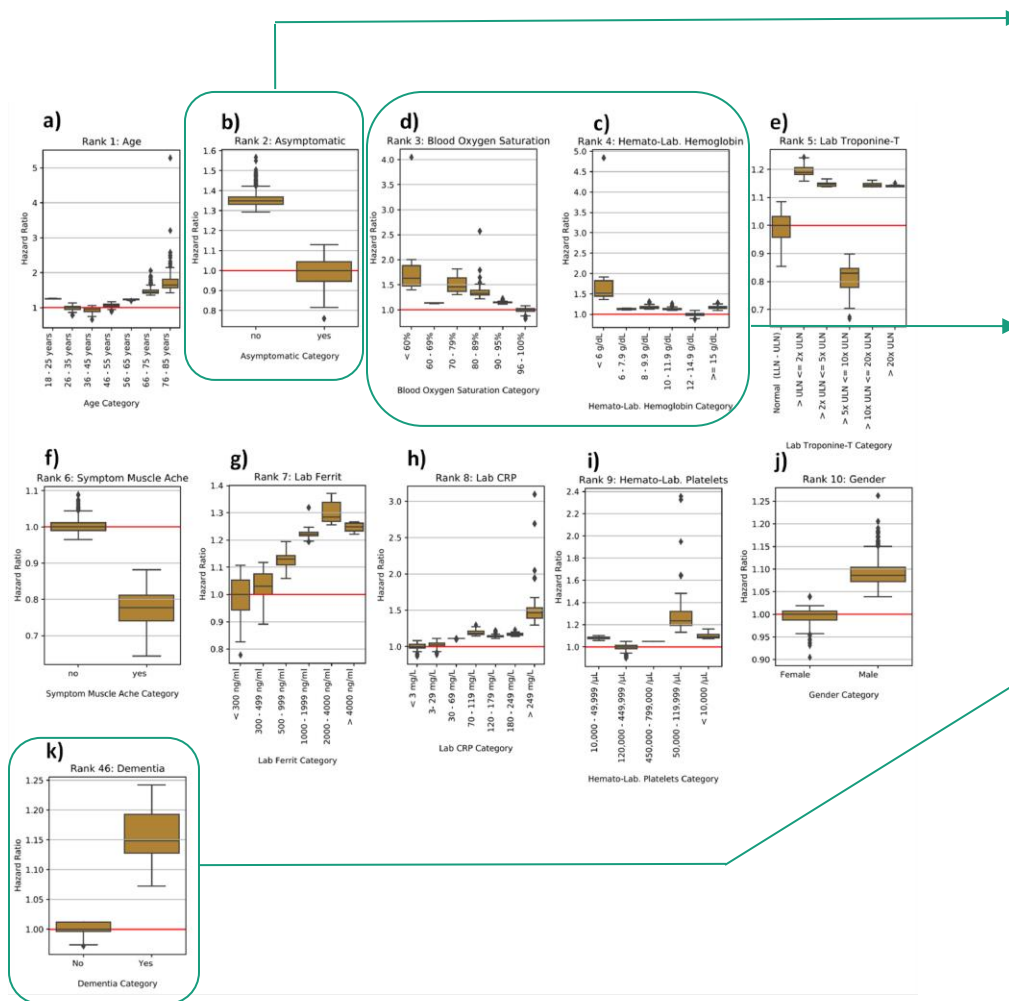 a)
Rank 1: Age
Hazard Ratio
5
4
3
2
1
18 - 25 years
26 - 35 years
36 - 45 years
46 - 55 years
56 - 65 years
66 - 75 years
76 - 85 years
Age Category
b)
Rank 2: Asymptomatic
Hazard Ratio
1.5
1.4
1.3
1.2
1.1
1.0
0.9
0.8
no
yes
Asymptomatic Category
d)
Rank 3: Blood Oxygen Saturation
Hazard Ratio
4.0
3.5
3.0
2.5
2.0
1.5
1.0
< 60%
60 - 69%
70 - 79%
80 - 89%
90 - 95%
96 - 100%
Blood Oxygen Saturation Category
c)
Rank 4: Hemato-Lab. Hemoglobin
Hazard Ratio
5.0
4.5
4.0
3.5
3.0
2.5
2.0
1.5
1.0
< 6 g/dL
6 - 7.9 g/dL
8 - 9.9 g/dL
10 - 11.9 g/dL
12 - 14.9 g/dL
>= 15 g/dL
Hemato-Lab. Hemoglobin Category
e)
Rank 5: Lab Troponine-T
Hazard Ratio
1.2
1.1
1.0
0.9
0.8
0.7
Normal (LLN - ULN)
> ULN <= 2x ULN
> 2x ULN <= 5x ULN
> 5x ULN <= 10x ULN
> 10x ULN <= 20x ULN
> 20x ULN
Lab Troponine-T Category
f)
Rank 6: Symptom Muscle Ache
Hazard Ratio
1.1
1.0
0.9
0.8
0.7
no
yes
Symptom Muscle Ache Category
g)
Rank 7: Lab Ferrit
Hazard Ratio
1.4
1.3
1.2
1.1
1.0
0.9
0.8
< 300 ng/ml
300 - 499 ng/ml
500 - 999 ng/ml
1000 - 1999 ng/ml
2000 - 4000 ng/ml
> 4000 ng/ml
Lab Ferrit Category
h)
Rank 8: Lab CRP
Hazard Ratio
3.0
2.5
2.0
1.5
1.0
< 3 mg/L
3- 29 mg/L
30 - 69 mg/L
70 - 119 mg/L
120 - 179 mg/L
180 - 249 mg/L
> 249 mg/L
Lab CRP Category
i)
Rank 9: Hemato-Lab. Platelets
Hazard Ratio
2.4
2.2
2.0
1.8
1.6
1.4
1.2
1.0
10,000 - 49,999 /µL
120,000 - 449,999 /µL
450,000 - 799,000 /µL
50,000 - 119,999 /µL
< 10,000 /µL
Hemato-Lab. Platelets Category
j)
Rank 10: Gender
Hazard Ratio
1.25
1.20
1.15
1.10
1.05
1.00
0.95
0.90
Female
Male
Gender Category
k)
Rank 46: Dementia
Hazard Ratio
1.25
1.20
1.15
1.10
1.05
1.00
No
Yes
Dementia Category